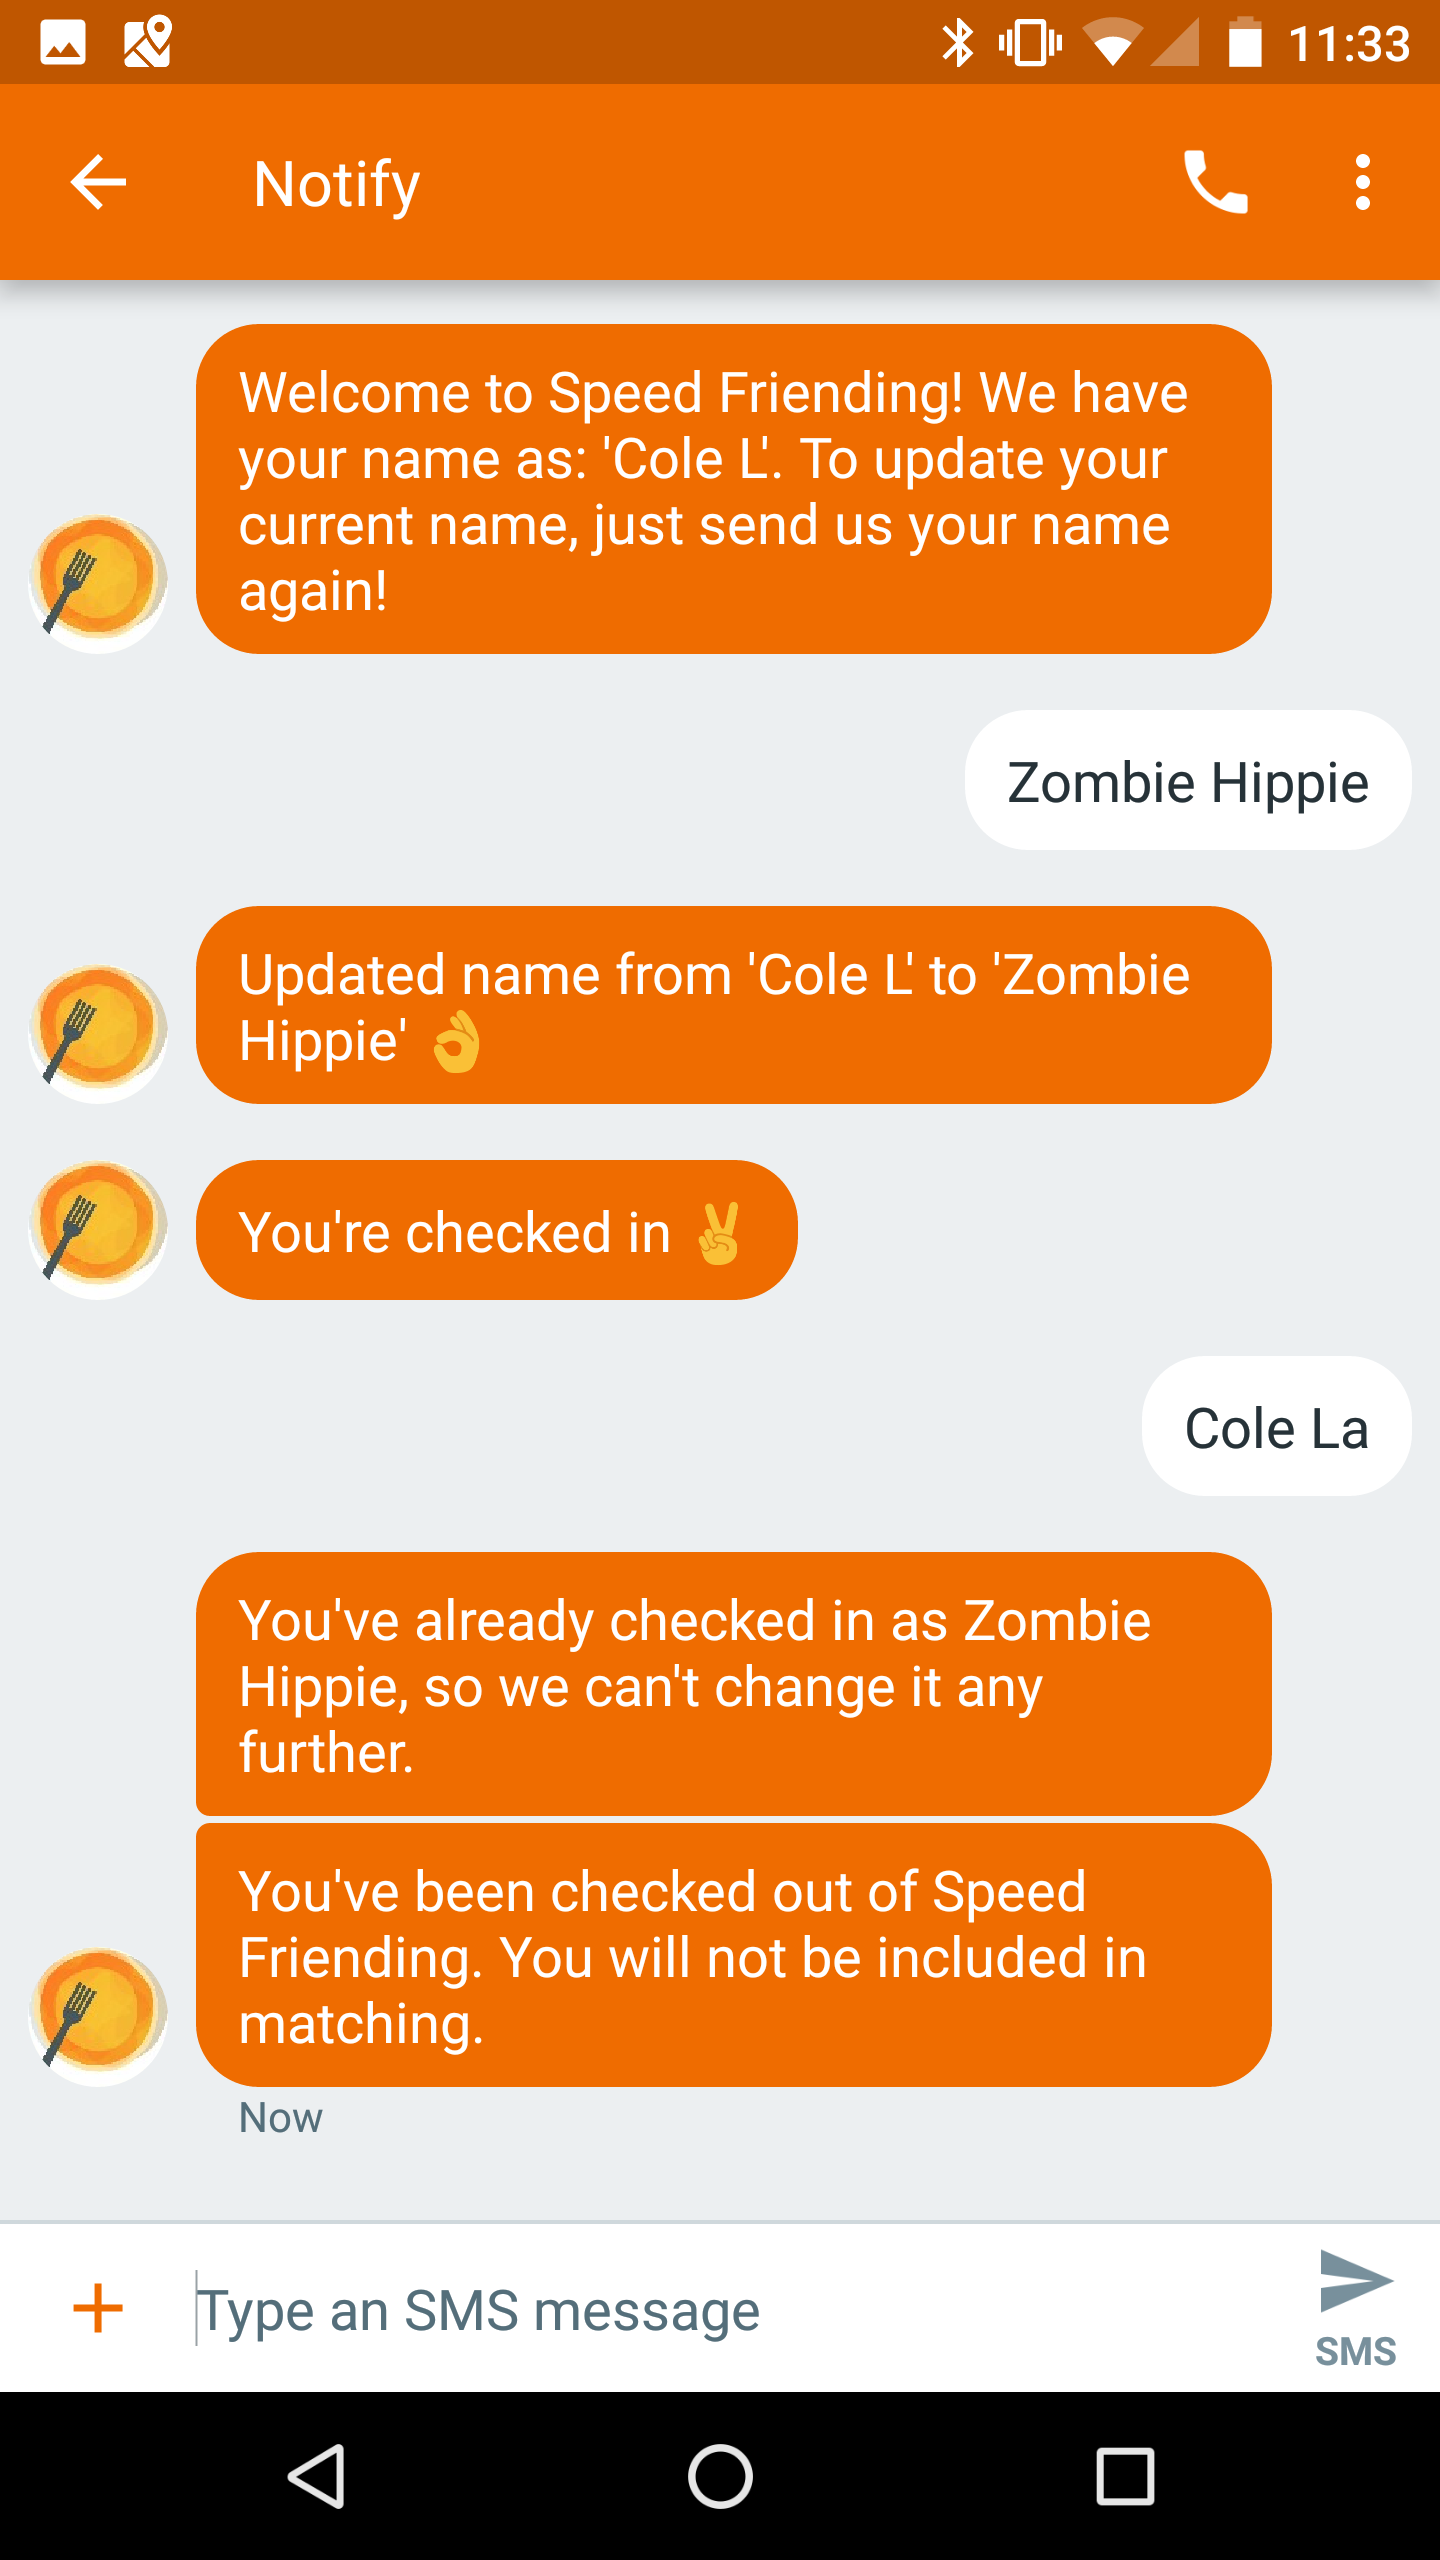 11:33
Notify
Welcome to Speed Friending! We have
your name as: 'Cole L'. To update your
current name, just send us your name
again!
Zombie Hippie
Updated name from 'Cole L' to 'Zombie
Hippie' 👌
You're checked in ✌
Cole La
You've already checked in as Zombie
Hippie, so we can't change it any
further.
You've been checked out of Speed
Friending. You will not be included in
matching.
Now
Type an SMS message
SMS